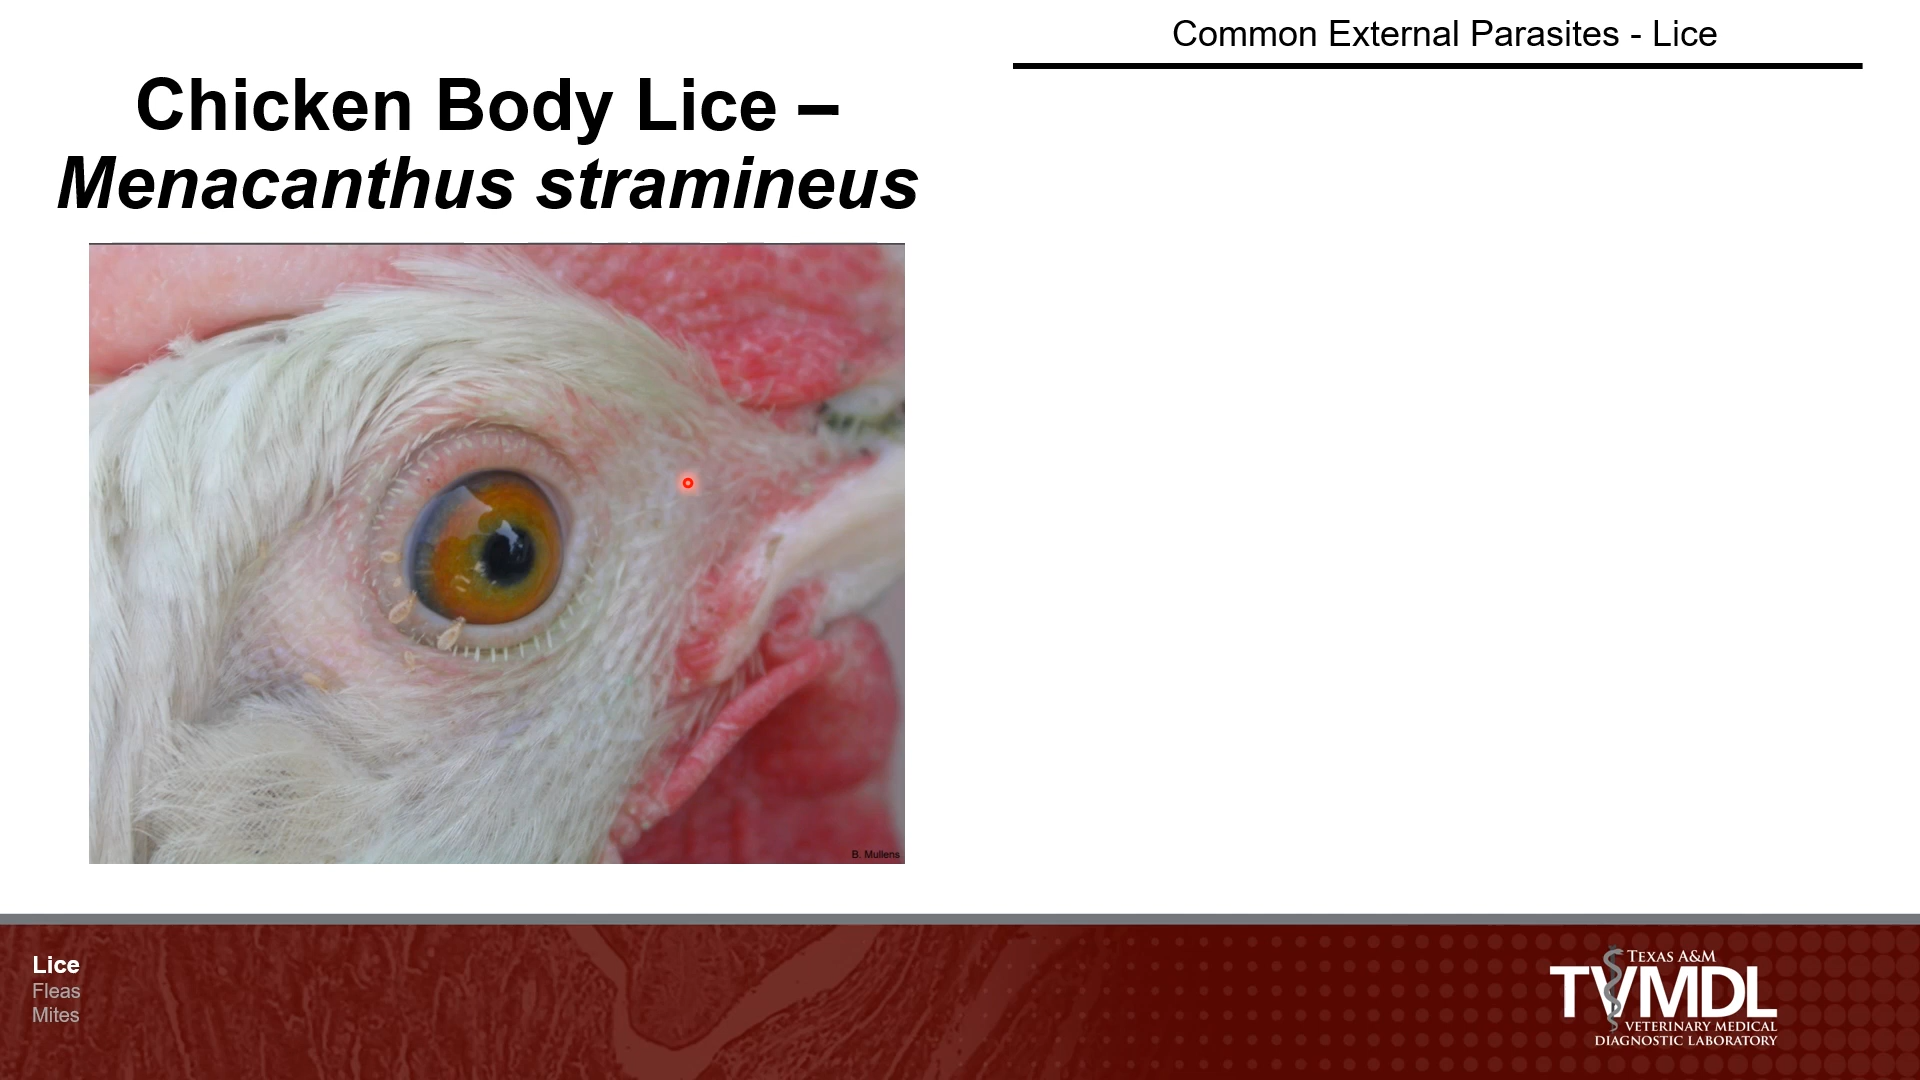 Common External Parasites - Lice
Chicken Body Lice –
Menacanthus stramineus
B. Mullens
Lice
Fleas
Mites
TEXAS A&M
TVMDL
VETERINARY MEDICAL
DIAGNOSTIC LABORATORY